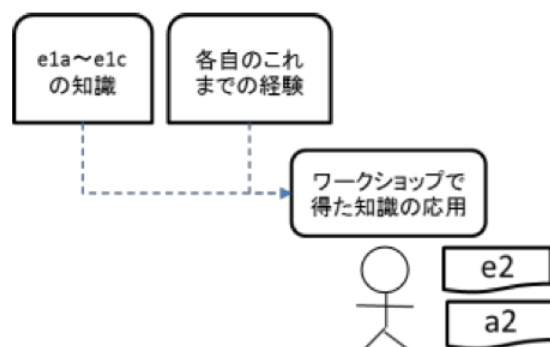 e1a～e1c
の知識
各自のこれ
までの経験
ワークショップで
得た知識の応用
e2
a2